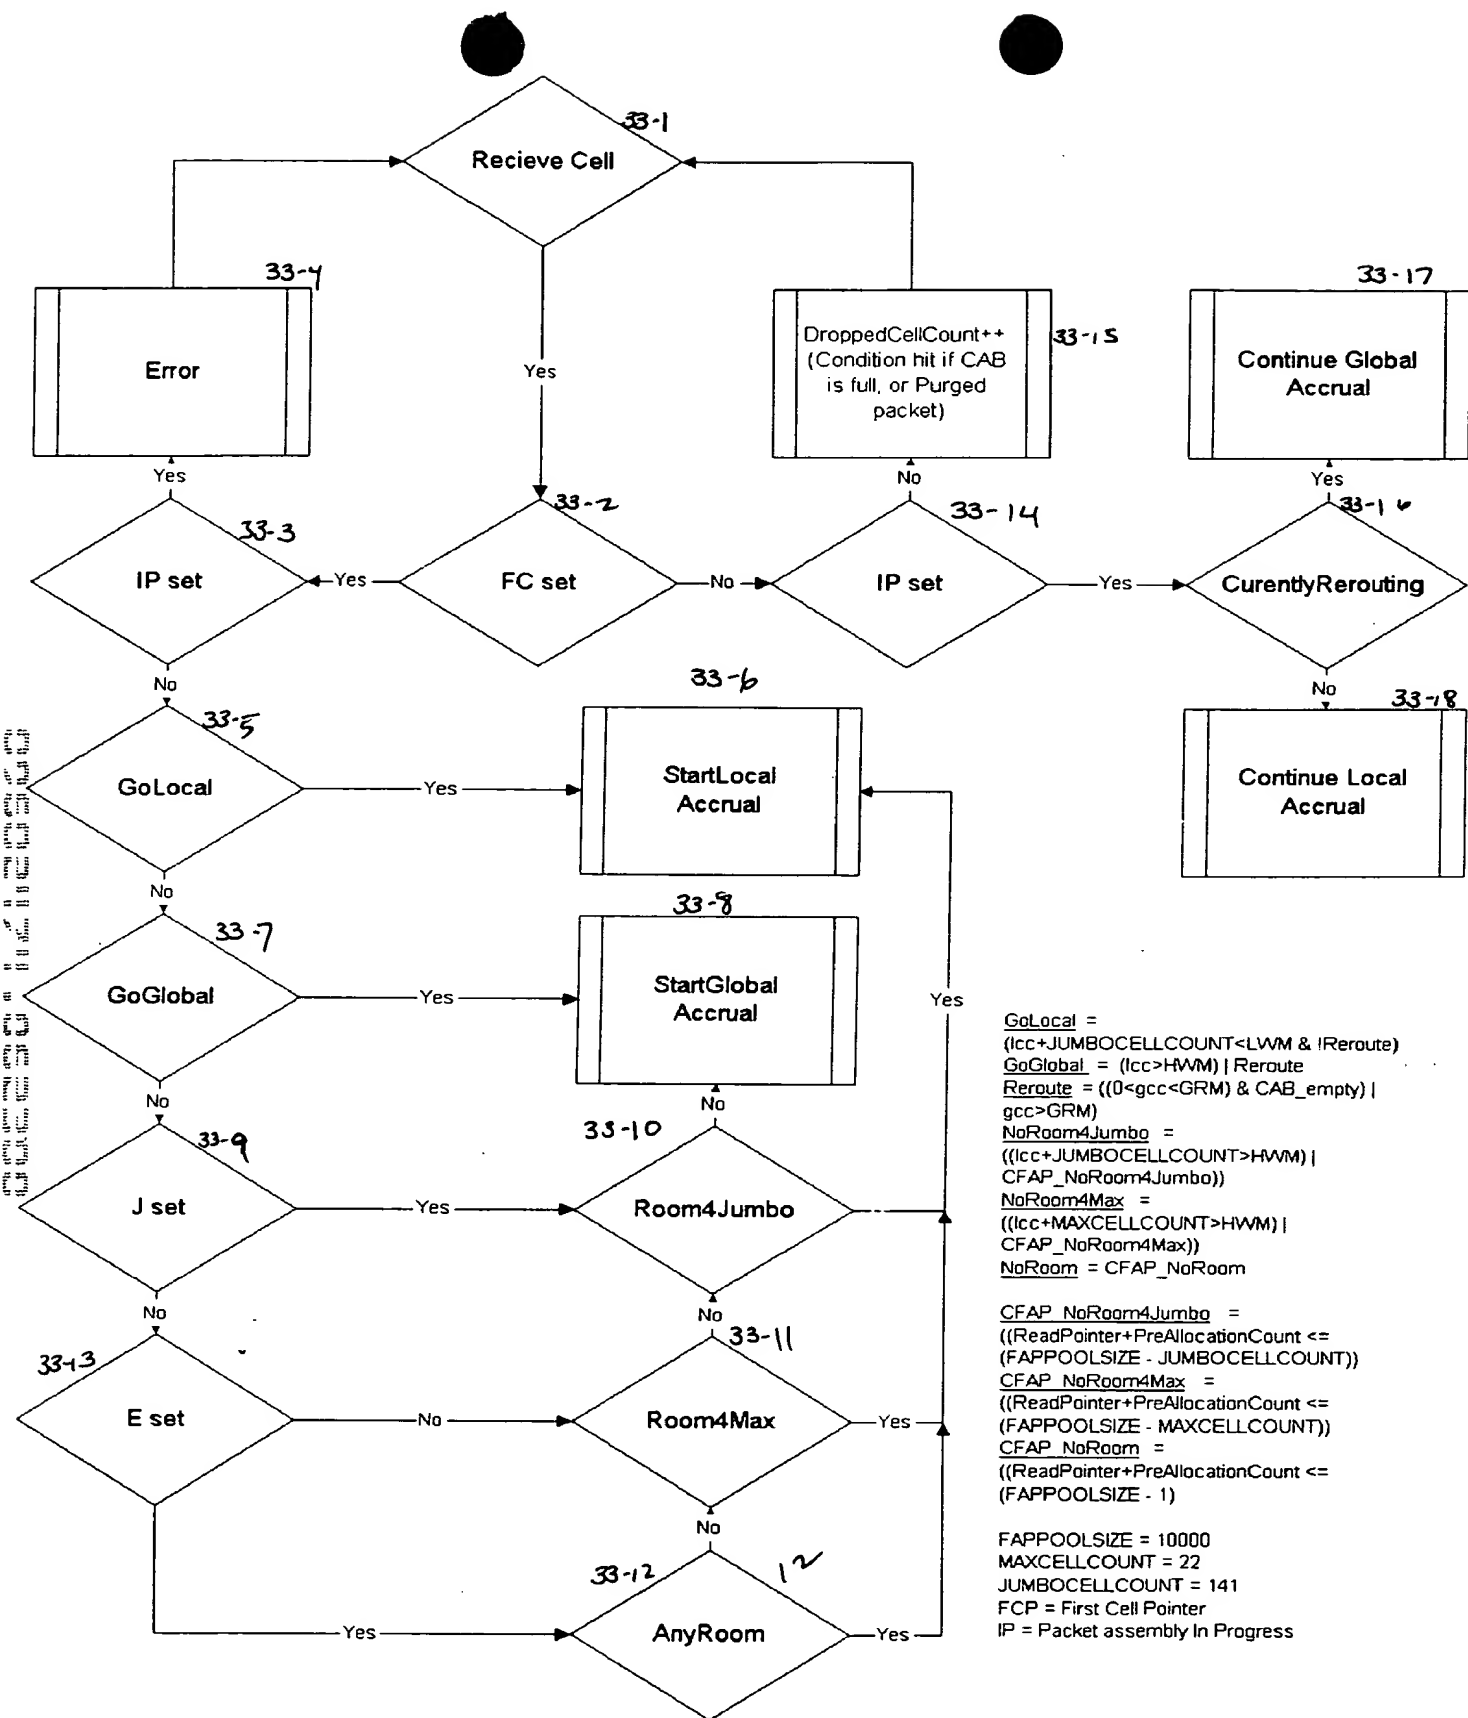 33-1
Recieve Cell
33-4
Error
Yes
DroppedCellCount++
(Condition hit if CAB
is full, or Purged
packet)
33-15
33-17
Continue Global
Accrual
Yes
33-3
IP set
Yes
33-2
FC set
No
No
33-14
IP set
Yes
Yes
33-16
CurentlyRerouting
No
33-18
Continue Local
Accrual
No
33-5
GoLocal
Yes
33-6
StartLocal
Accrual
No
33-7
GoGlobal
Yes
33-8
StartGlobal
Accrual
Yes
No
33-9
J set
Yes
No
33-10
Room4Jumbo
No
33-13
E set
No
No
33-11
Room4Max
Yes
Yes
No
33-12
12
AnyRoom
Yes
GoLocal =
(lcc+JUMBOCELLCOUNT<LWM & !Reroute)
GoGlobal = (lcc>HWM) | Reroute
Reroute = ((0<gcc<GRM) & CAB_empty) |
gcc>GRM)
NoRoom4Jumbo =
((lcc+JUMBOCELLCOUNT>HWM) |
CFAP_NoRoom4Jumbo))
NoRoom4Max =
((lcc+MAXCELLCOUNT>HWM) |
CFAP_NoRoom4Max))
NoRoom = CFAP_NoRoom
CFAP_NoRoom4Jumbo =
((ReadPointer+PreAllocationCount <=
(FAPPOOLSIZE - JUMBOCELLCOUNT))
CFAP_NoRoom4Max =
((ReadPointer+PreAllocationCount <=
(FAPPOOLSIZE - MAXCELLCOUNT))
CFAP_NoRoom =
((ReadPointer+PreAllocationCount <=
(FAPPOOLSIZE - 1)
FAPPOOLSIZE = 10000
MAXCELLCOUNT = 22
JUMBOCELLCOUNT = 141
FCP = First Cell Pointer
IP = Packet assembly In Progress